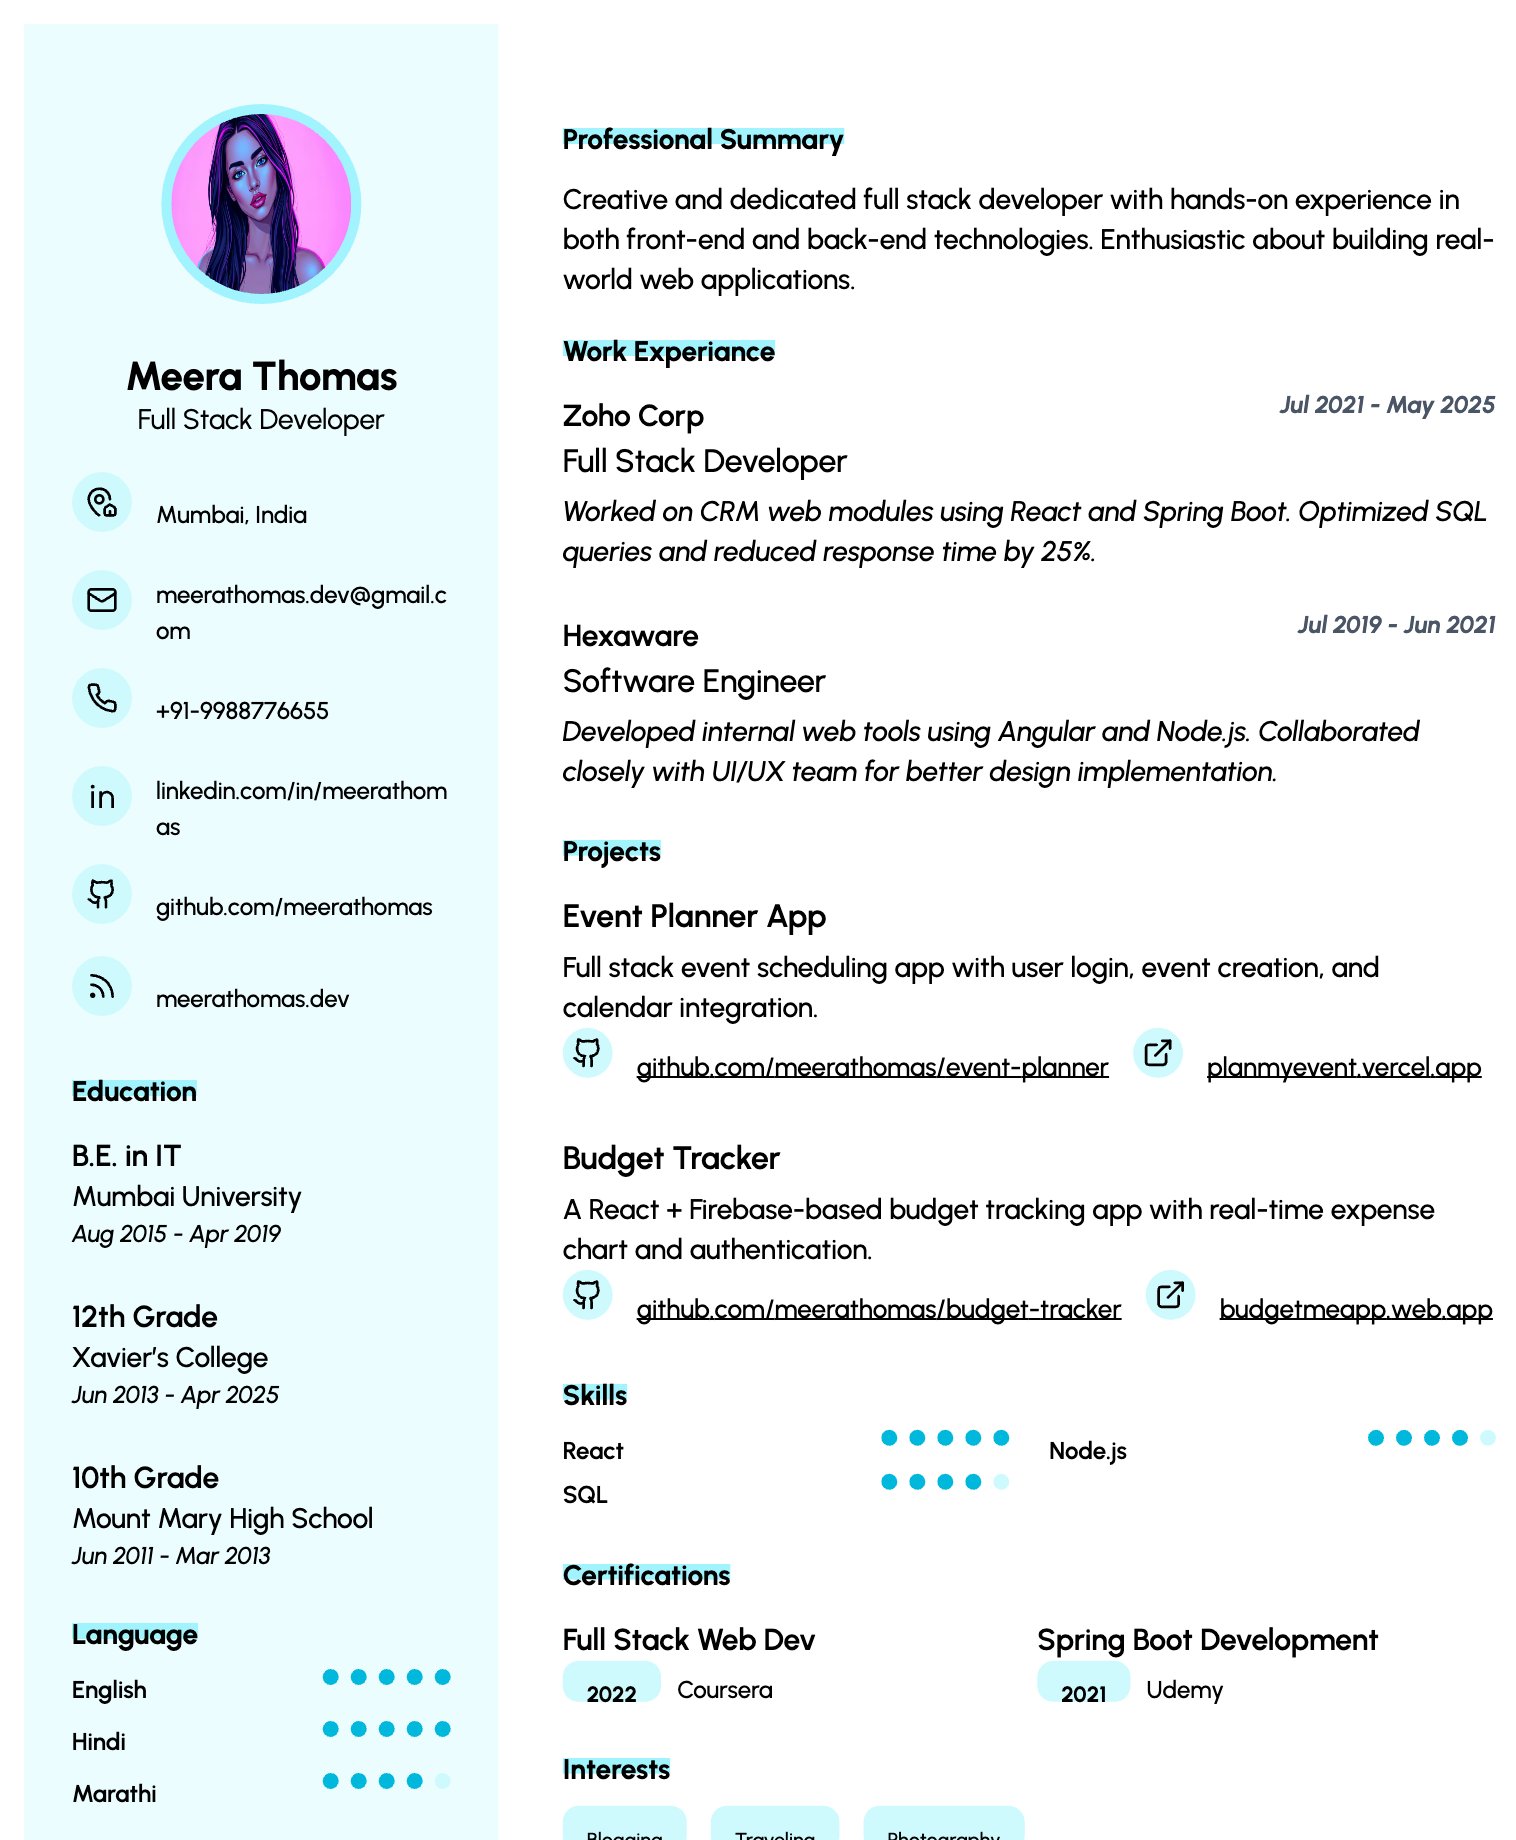 Meera Thomas
Full Stack Developer
Mumbai, India
meerathomas.dev@gmail.c
om
+91-9988776655
in
linkedin.com/in/meerathom
as
github.com/meerathomas
meerathomas.dev
Education
B.E. in IT
Mumbai University
Aug 2015 - Apr 2019
12th Grade
Xavier's College
Jun 2013 - Apr 2025
10th Grade
Mount Mary High School
Jun 2011 - Mar 2013
Language
English
Hindi
Marathi
Professional Summary
Creative and dedicated full stack developer with hands-on experience in
both front-end and back-end technologies. Enthusiastic about building real-
world web applications.
Work Experiance
Zoho Corp Jul 2021 - May 2025
Full Stack Developer
Worked on CRM web modules using React and Spring Boot. Optimized SQL
queries and reduced response time by 25%.
Hexaware Jul 2019 - Jun 2021
Software Engineer
Developed internal web tools using Angular and Node.js. Collaborated
closely with UI/UX team for better design implementation.
Projects
Event Planner App
Full stack event scheduling app with user login, event creation, and
calendar integration.
github.com/meerathomas/event-planner planmyevent.vercel.app
Budget Tracker
A React + Firebase-based budget tracking app with real-time expense
chart and authentication.
github.com/meerathomas/budget-tracker budgetmeapp.web.app
Skills
React Node.js
SQL
Certifications
Full Stack Web Dev Spring Boot Development
2022 Coursera 2021 Udemy
Interests
Blogging Traveling Photography